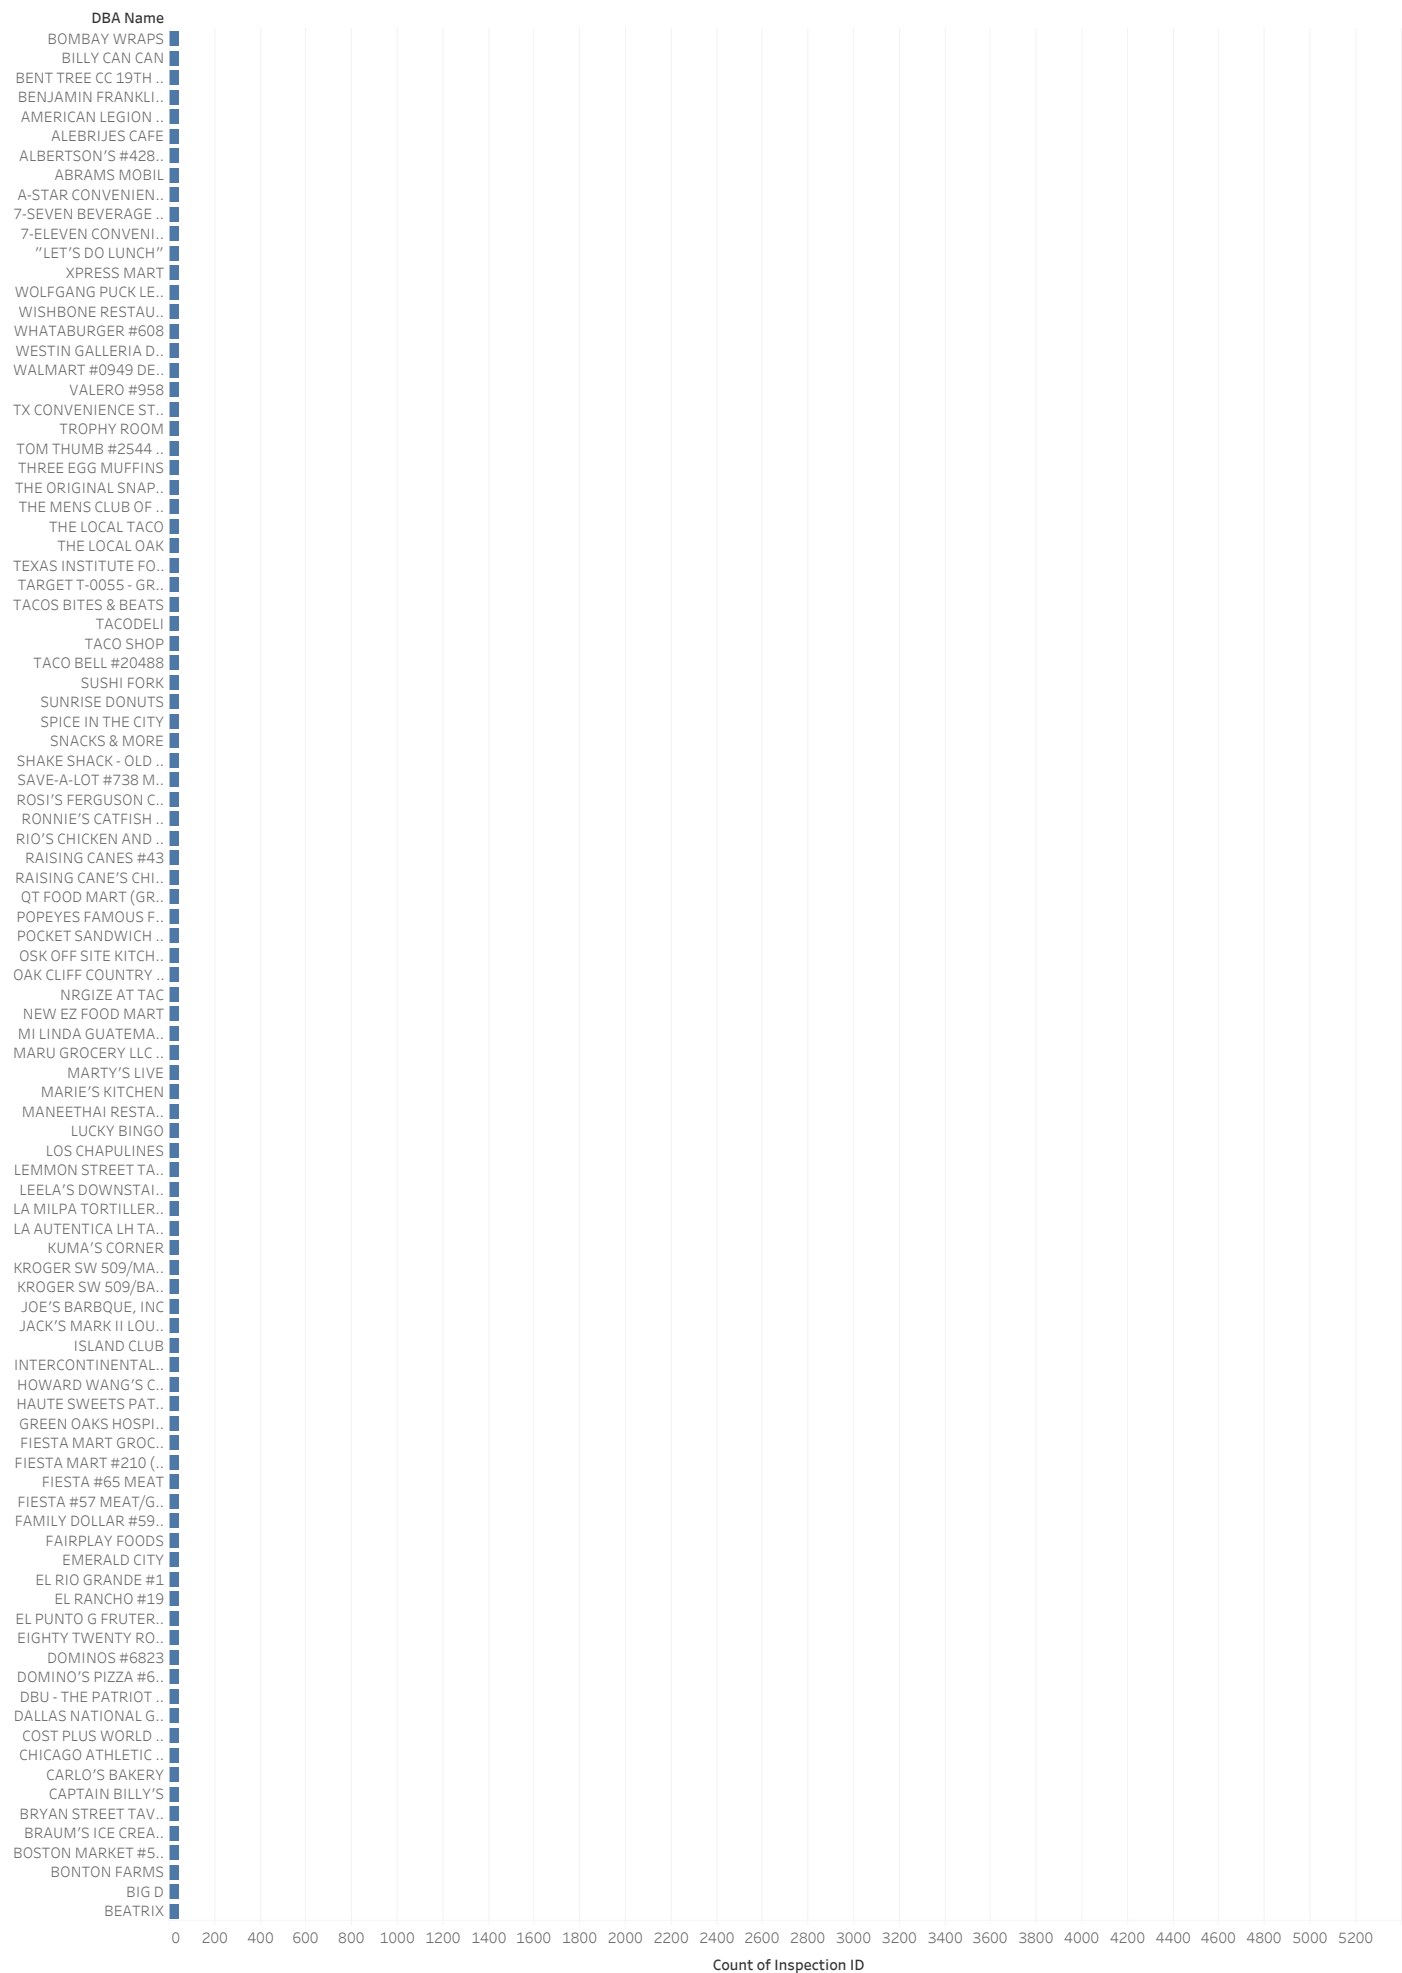 DBA Name
BOMBAY WRAPS
BILLY CAN CAN
BENT TREE CC 19TH ..
BENJAMIN FRANKLI..
AMERICAN LEGION ..
ALEBRIJES CAFE
ALBERTSON'S #428..
ABRAMS MOBIL
A-STAR CONVENIEN..
7-SEVEN BEVERAGE ..
7-ELEVEN CONVENI..
"LET'S DO LUNCH"
XPRESS MART
WOLFGANG PUCK LE..
WISHBONE RESTAU..
WHATABURGER #608
WESTIN GALLERIA D..
WALMART #0949 DE..
VALERO #958
TX CONVENIENCE ST..
TROPHY ROOM
TOM THUMB #2544 ..
THREE EGG MUFFINS
THE ORIGINAL SNAP..
THE MENS CLUB OF ..
THE LOCAL TACO
THE LOCAL OAK
TEXAS INSTITUTE FO..
TARGET T-0055 - GR..
TACOS BITES & BEATS
TACODELI
TACO SHOP
TACO BELL #20488
SUSHI FORK
SUNRISE DONUTS
SPICE IN THE CITY
SNACKS & MORE
SHAKE SHACK - OLD ..
SAVE-A-LOT #738 M..
ROSI'S FERGUSON C..
RONNIE'S CATFISH ..
RIO'S CHICKEN AND ..
RAISING CANES #43
RAISING CANE'S CHI..
QT FOOD MART (GR..
POPEYES FAMOUS F..
POCKET SANDWICH ..
OSK OFF SITE KITCH..
OAK CLIFF COUNTRY ..
NRGIZE AT TAC
NEW EZ FOOD MART
MI LINDA GUATEMA..
MARU GROCERY LLC ..
MARTY'S LIVE
MARIE'S KITCHEN
MANEETHAI RESTA..
LUCKY BINGO
LOS CHAPULINES
LEMMON STREET TA..
LEELA'S DOWNSTAI..
LA MILPA TORTILLER..
LA AUTENTICA LH TA..
KUMA'S CORNER
KROGER SW 509/MA..
KROGER SW 509/BA..
JOE'S BARBQUE, INC
JACK'S MARK II LOU..
ISLAND CLUB
INTERCONTINENTAL..
HOWARD WANG'S C..
HAUTE SWEETS PAT..
GREEN OAKS HOSPI..
FIESTA MART GROC..
FIESTA MART #210 (..
FIESTA #65 MEAT
FIESTA #57 MEAT/G..
FAMILY DOLLAR #59..
FAIRPLAY FOODS
EMERALD CITY
EL RIO GRANDE #1
EL RANCHO #19
EL PUNTO G FRUTER..
EIGHTY TWENTY RO..
DOMINOS #6823
DOMINO'S PIZZA #6..
DBU - THE PATRIOT ..
DALLAS NATIONAL G..
COST PLUS WORLD ..
CHICAGO ATHLETIC ..
CARLO'S BAKERY
CAPTAIN BILLY'S
BRYAN STREET TAV..
BRAUM'S ICE CREA..
BOSTON MARKET #5..
BONTON FARMS
BIG D
BEATRIX
0 200 400 600 800 1000 1200 1400 1600 1800 2000 2200 2400 2600 2800 3000 3200 3400 3600 3800 4000 4200 4400 4600 4800 5000 5200
Count of Inspection ID